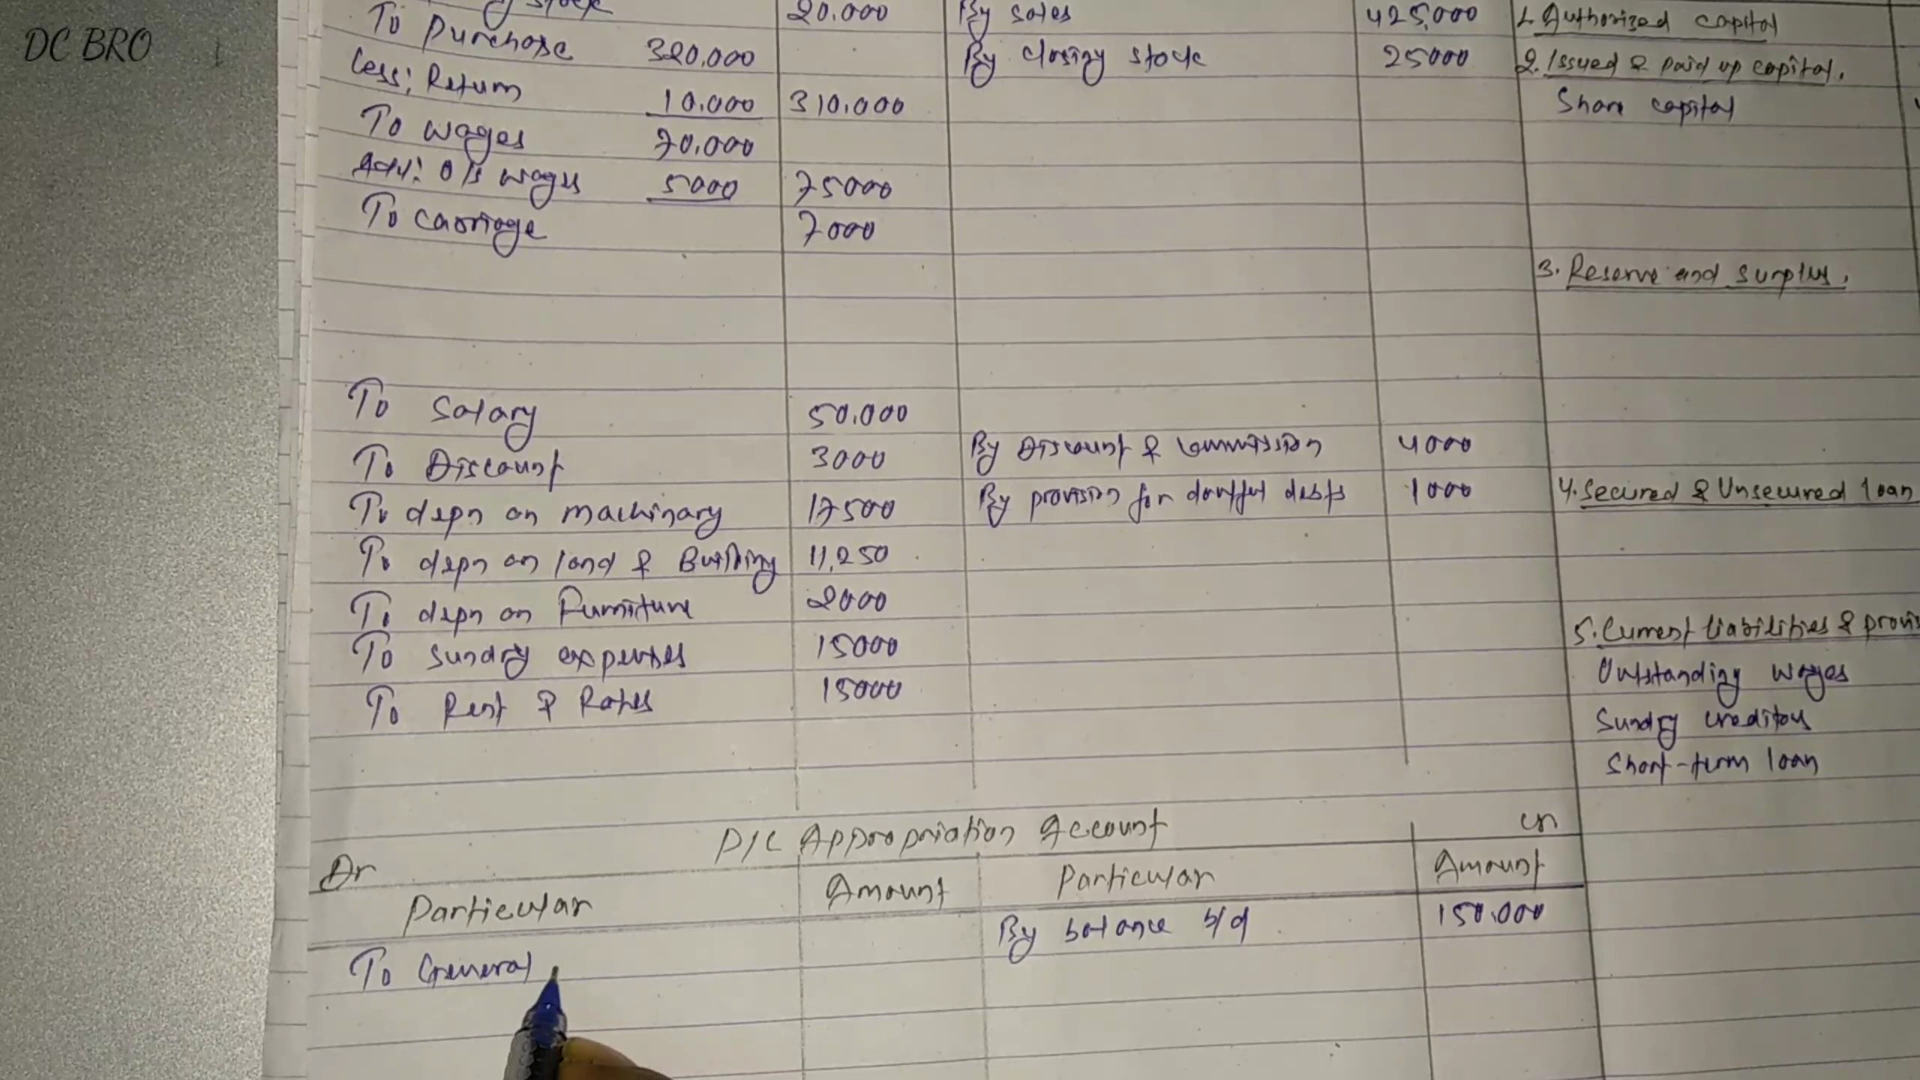 DC BRO
stock 20.000 By sales 425,000 1. Authorized capital
To Purchase 320,000 By closing stock 25000 2. Issued & paid up capital.
Less: Return 10.000 310.000 Share capital
To wages 70.000
Add: O/s wages 5000 75000
To carriage 7000
3. Reserve and surplus.
To Salary 50.000
To Discount 3000 By Discount & commission 4000
To depn on machinary 17500 By provision for doutful debts 1000 4. Secured & Unsecured loan
To depn on land & Building 11,250
To depn on Furniture 2000
To sundry expenses 15000 5. Current liabilities & provis
To Rent & Rates 15000 Outstanding wages
Sundry creditors
Short-term loan
P/L Appropriation Account
Dr Cr
Particular Amount Particular Amount
To General By balance b/d 150.000